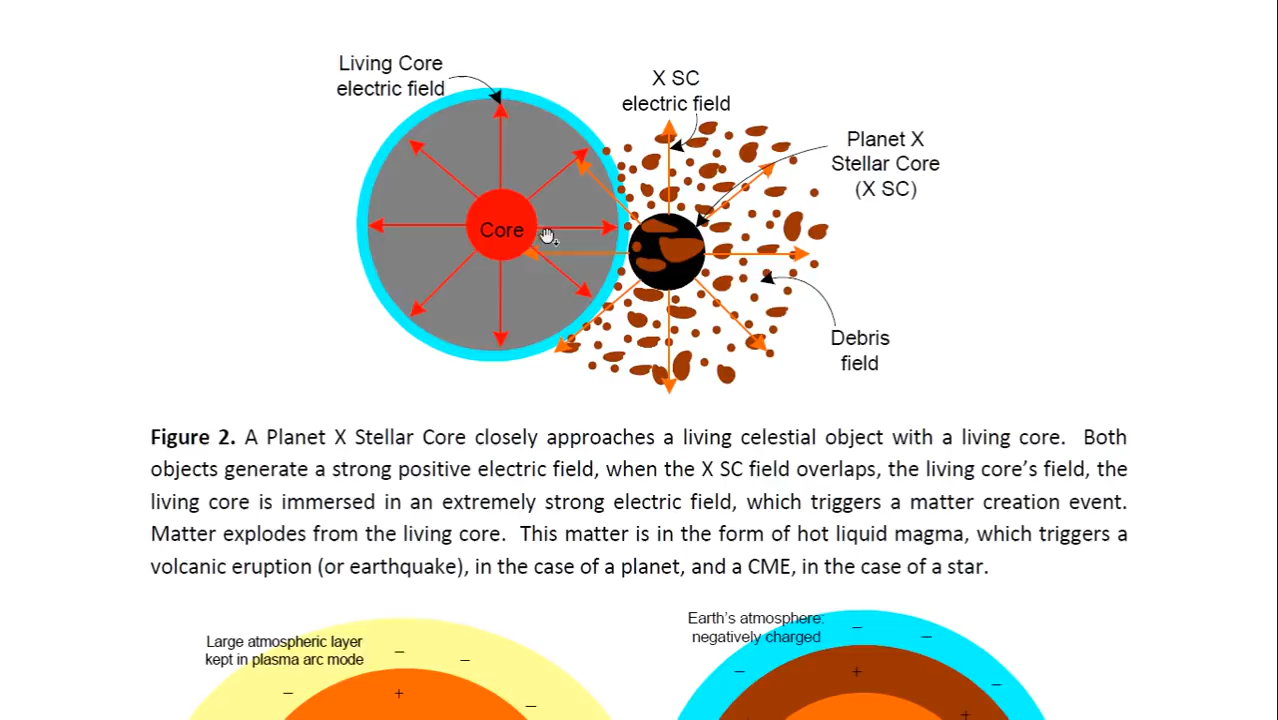 Living Core
electric field
X SC
electric field
Planet X
Stellar Core
(X SC)
Core
Debris
field
Figure 2. A Planet X Stellar Core closely approaches a living celestial object with a living core. Both
objects generate a strong positive electric field, when the X SC field overlaps, the living core's field, the
living core is immersed in an extremely strong electric field, which triggers a matter creation event.
Matter explodes from the living core. This matter is in the form of hot liquid magma, which triggers a
volcanic eruption (or earthquake), in the case of a planet, and a CME, in the case of a star.
Large atmospheric layer
kept in plasma arc mode
Earth's atmosphere:
negatively charged